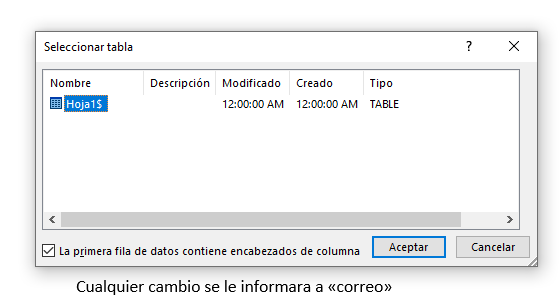 Seleccionar tabla
Nombre Descripción Modificado Creado Tipo
Hoja1$ 12:00:00 AM 12:00:00 AM TABLE
La primera fila de datos contiene encabezados de columna Aceptar Cancelar
Cualquier cambio se le informara a «correo»